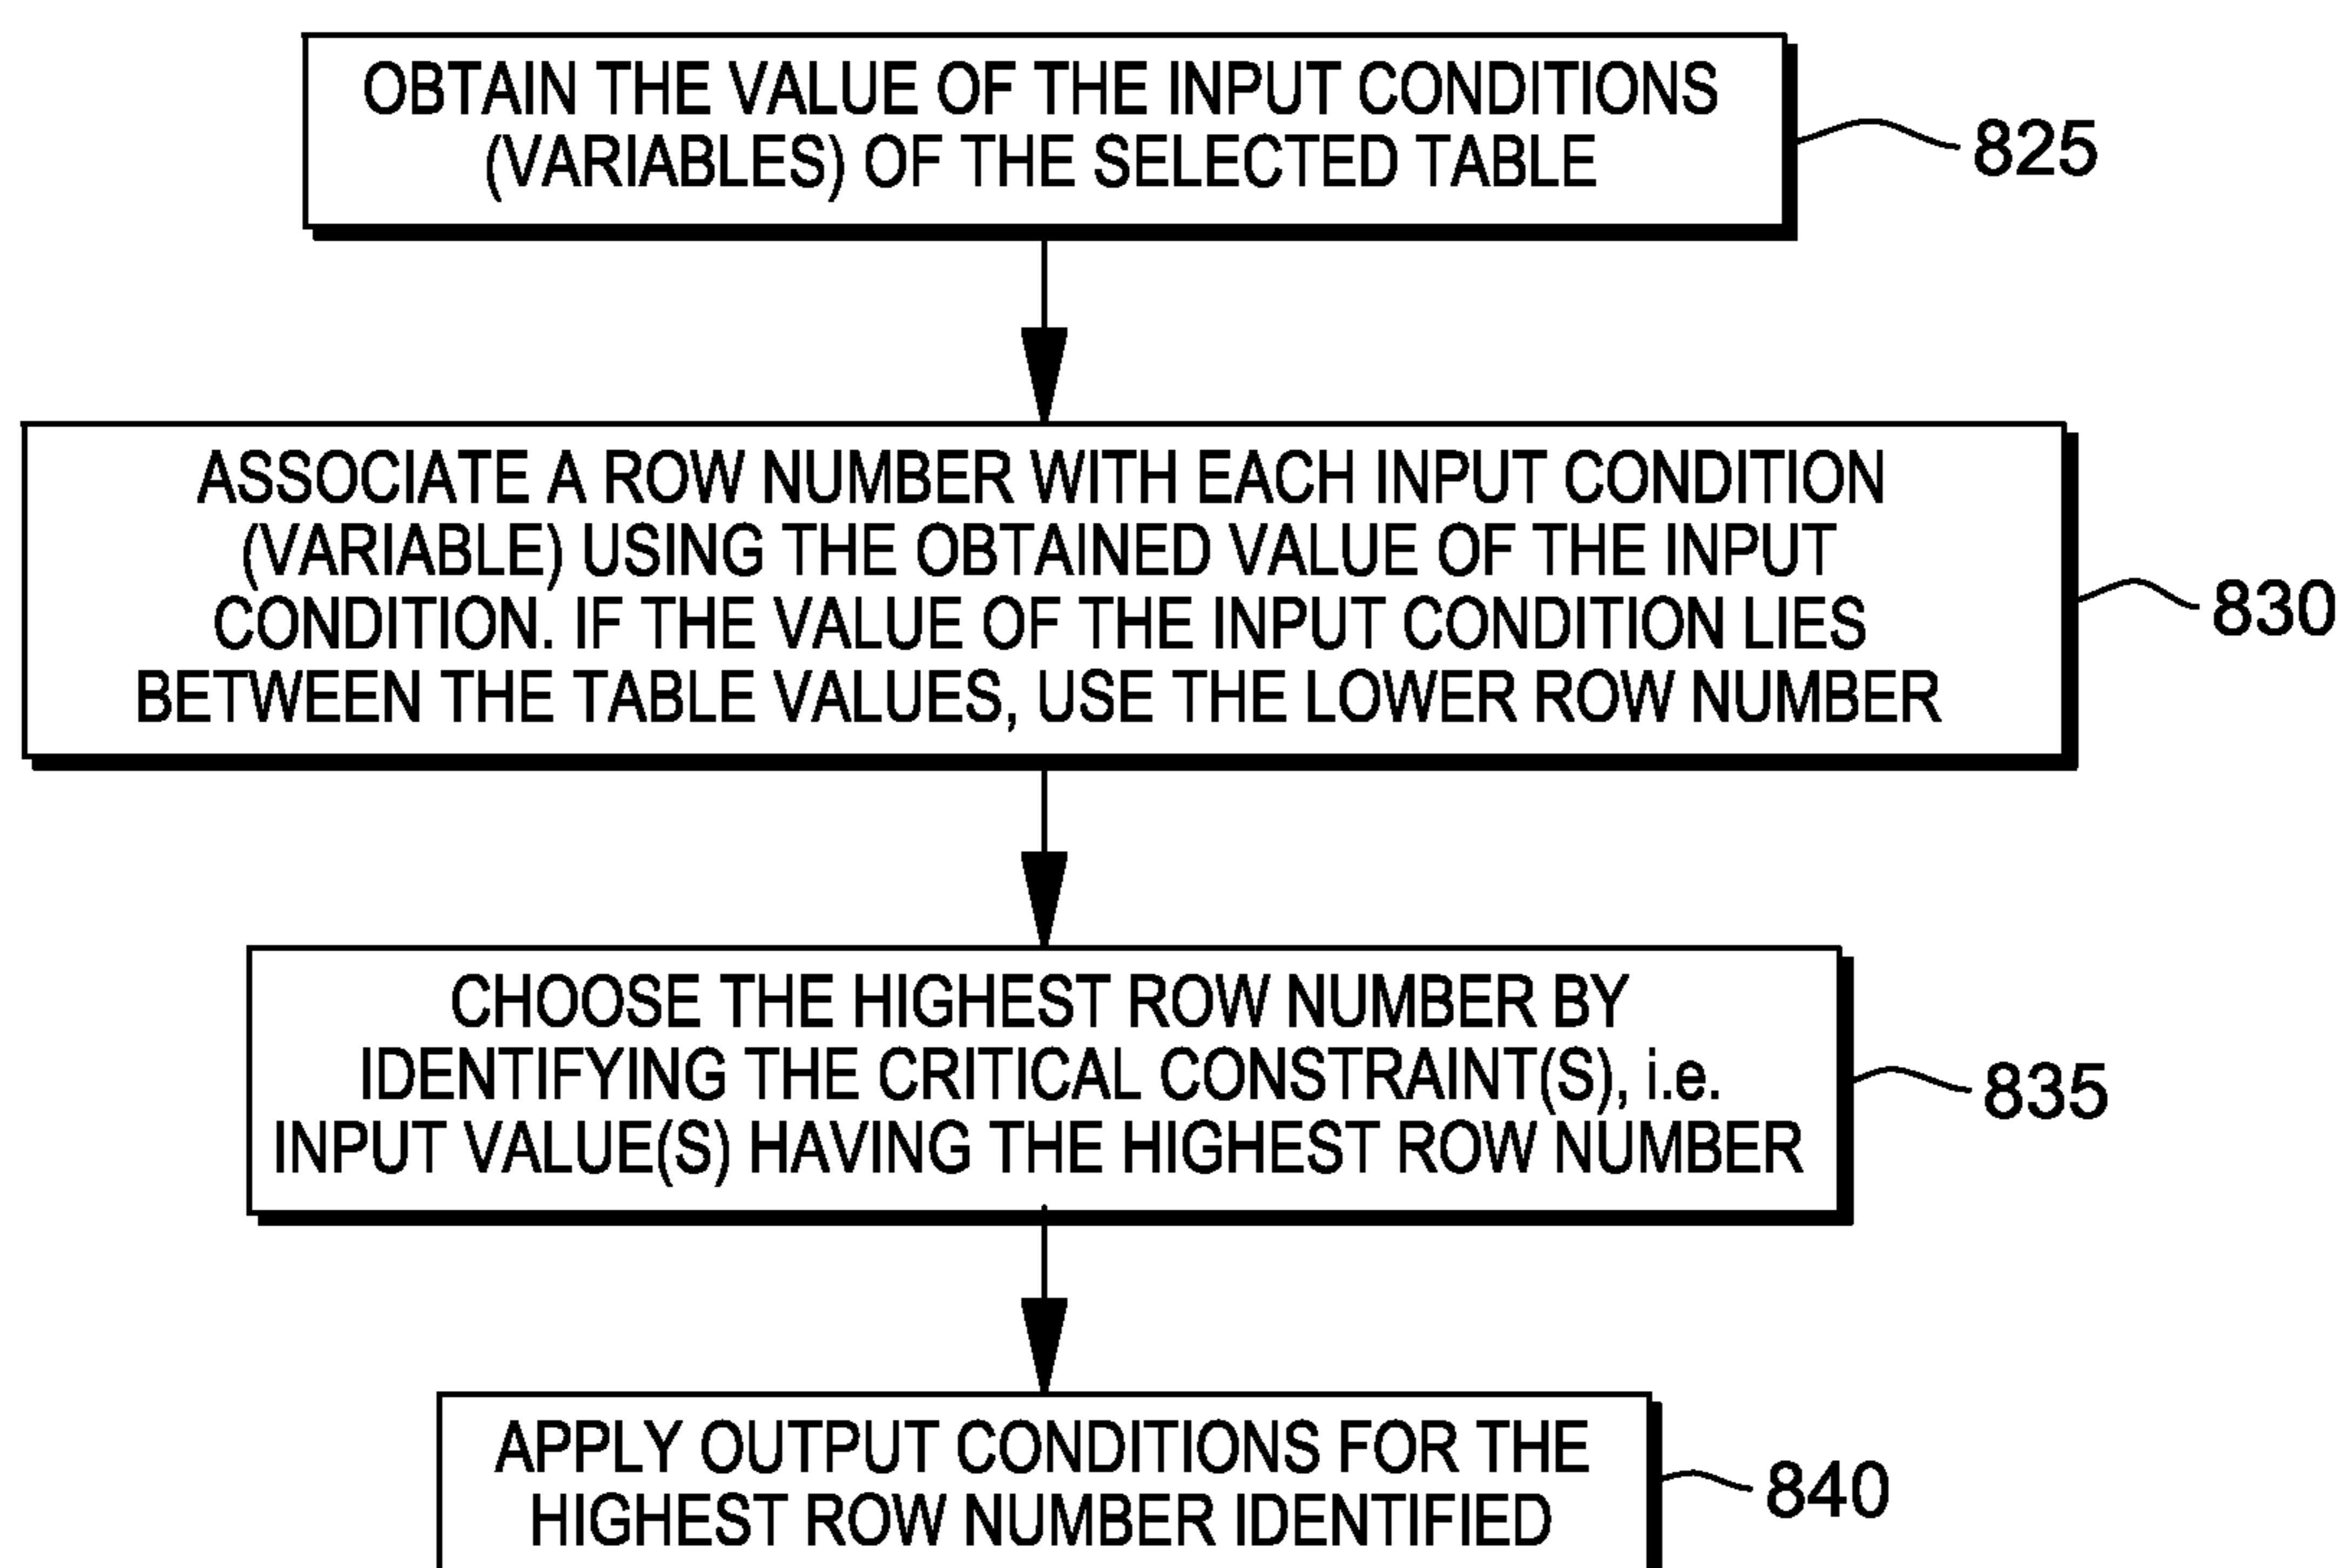 OBTAIN THE VALUE OF THE INPUT CONDITIONS
(VARIABLES) OF THE SELECTED TABLE
825
ASSOCIATE A ROW NUMBER WITH EACH INPUT CONDITION
(VARIABLE) USING THE OBTAINED VALUE OF THE INPUT
CONDITION. IF THE VALUE OF THE INPUT CONDITION LIES
BETWEEN THE TABLE VALUES, USE THE LOWER ROW NUMBER
830
CHOOSE THE HIGHEST ROW NUMBER BY
IDENTIFYING THE CRITICAL CONSTRAINT(S), i.e.
INPUT VALUE(S) HAVING THE HIGHEST ROW NUMBER
835
APPLY OUTPUT CONDITIONS FOR THE
HIGHEST ROW NUMBER IDENTIFIED
840